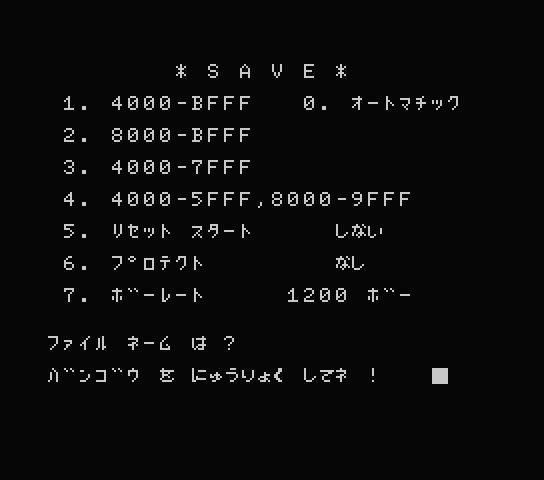 * S A V E *
1. 4000-BFFF 0. オートマチック
2. 8000-BFFF
3. 4000-7FFF
4. 4000-5FFF,8000-9FFF
5. リセット スタート しない
6. プロテクト なし
7. ボーレート 1200 ボー
ファイル ネーム は ?
バンゴウ を にゅうりょく してネ !